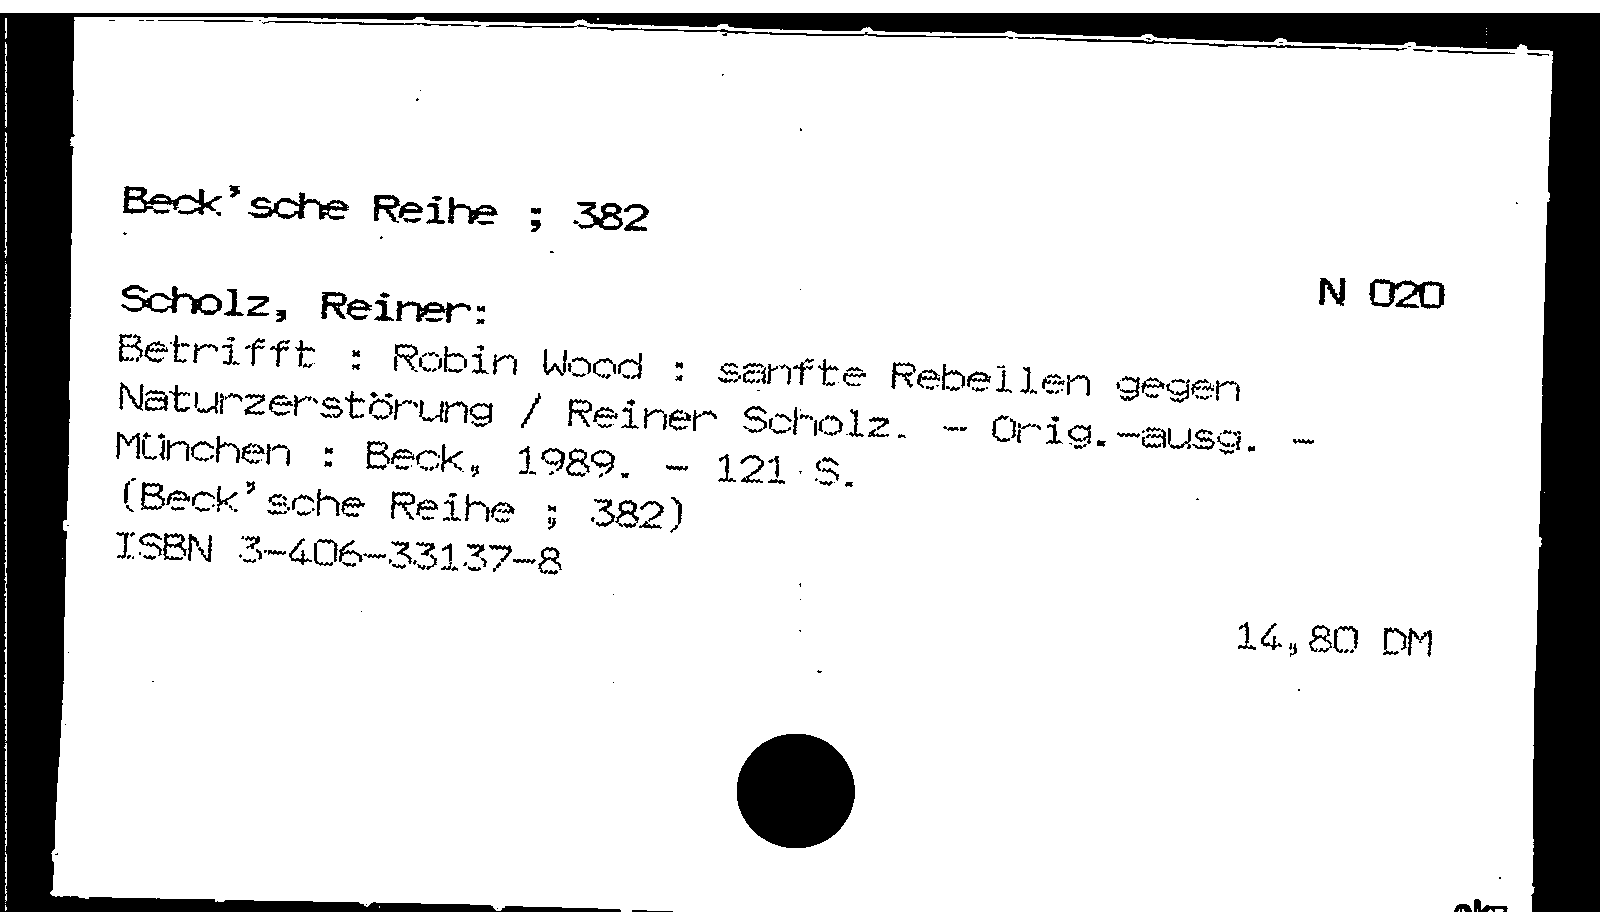 Beck'sche Reihe ; 382
N 020
Scholz, Reiner:
Betrifft : Robin Wood : sanfte Rebellen gegen
Naturzerstörung / Reiner Scholz. - Orig.-ausg. -
München : Beck, 1989. - 121 S.
(Beck'sche Reihe ; 382)
ISBN 3-406-33137-8
14,80 DM